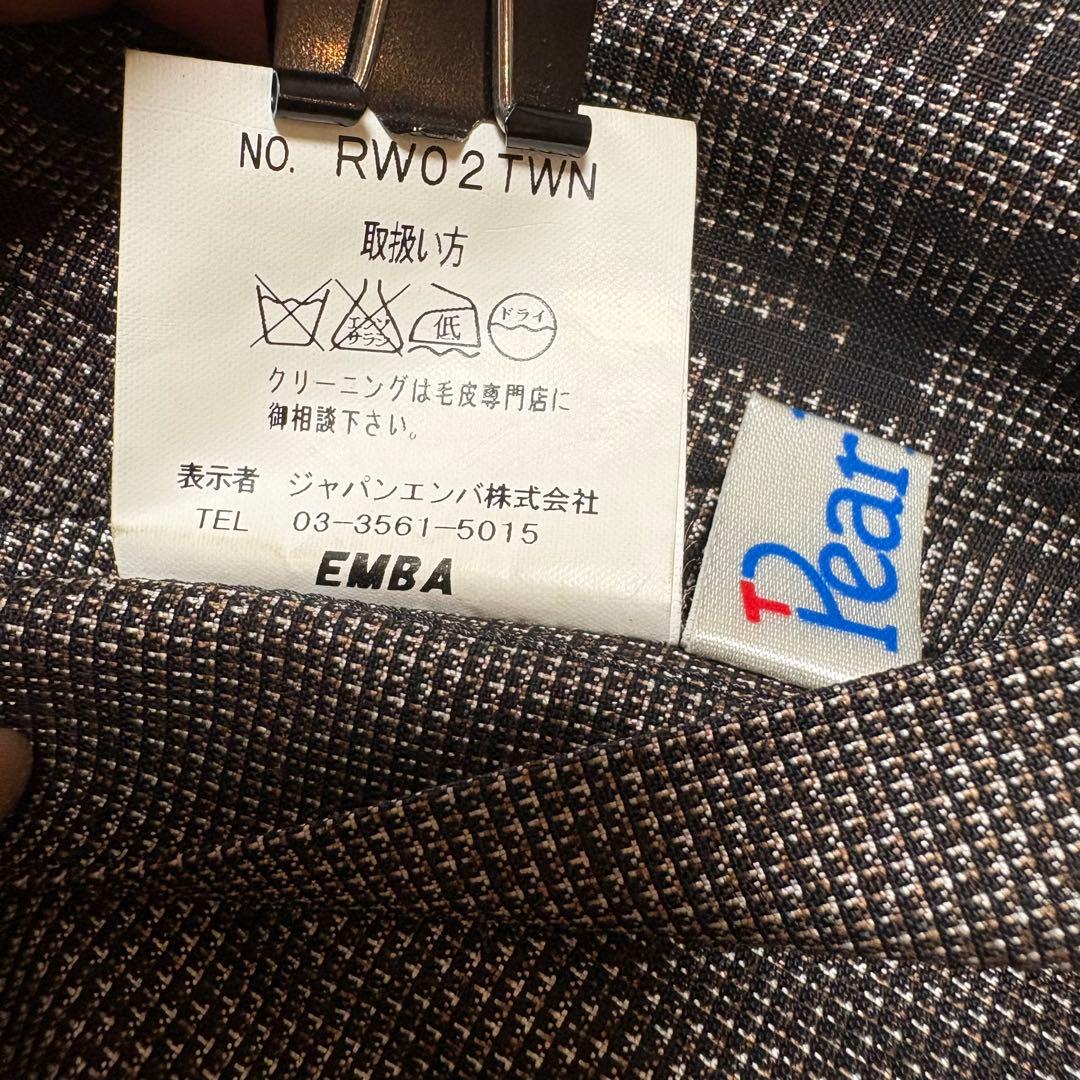 NO. RW02TWN
取扱い方
エンソ
サラシ
低
ドライ
クリーニングは毛皮専門店に
御相談下さい。
表示者 ジャパンエンバ株式会社
TEL 03-3561-5015
EMBA
T
Pear